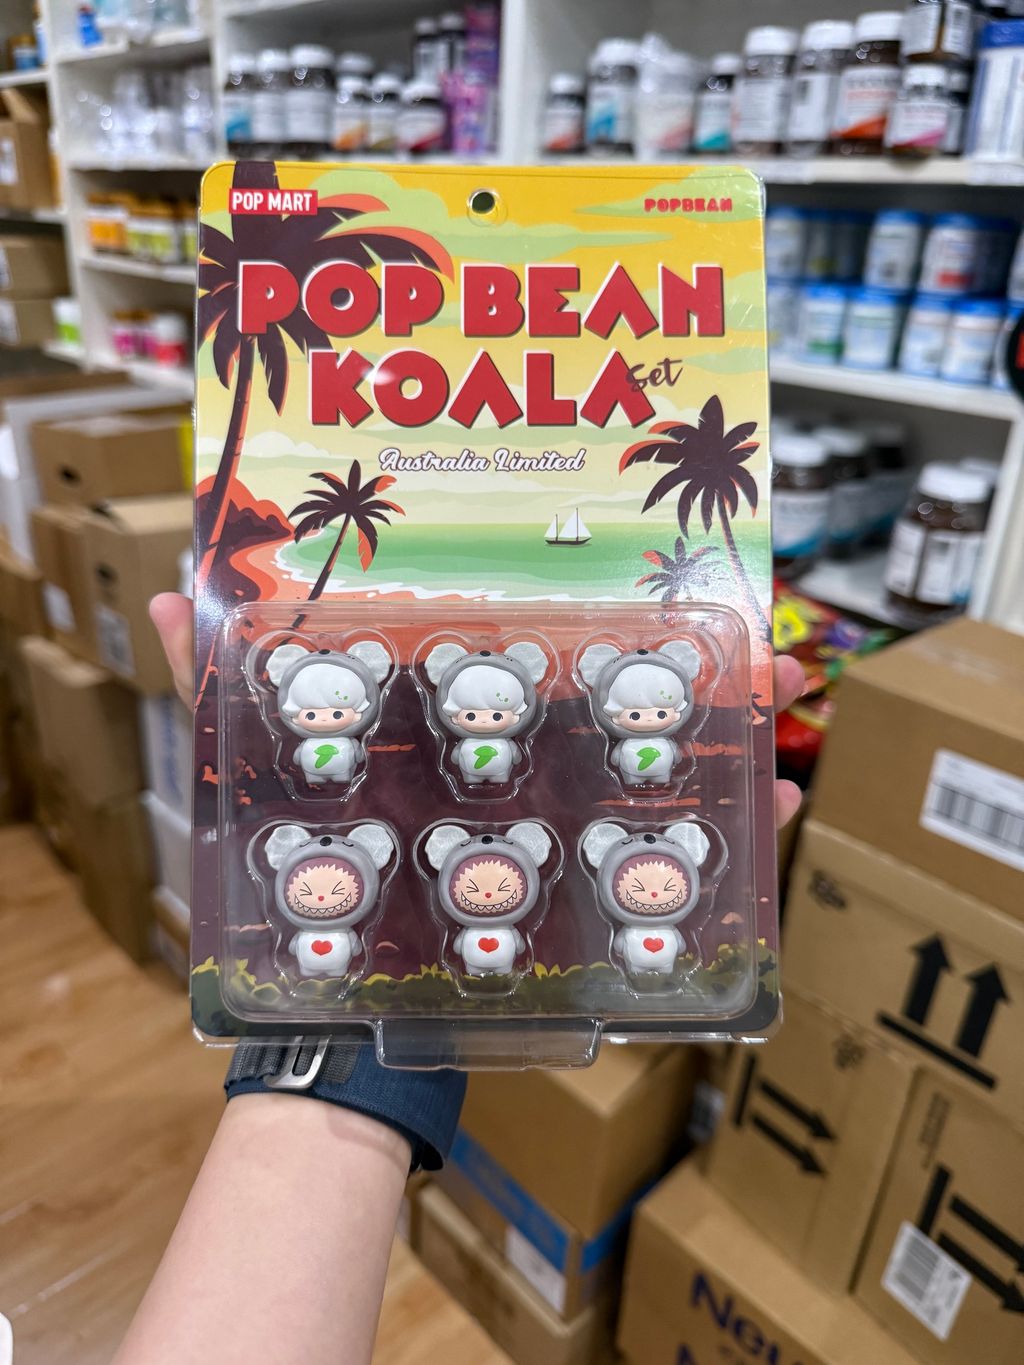 POP MART
POPBEAN
POP BEAN
KOALA
Set
Australia Limited